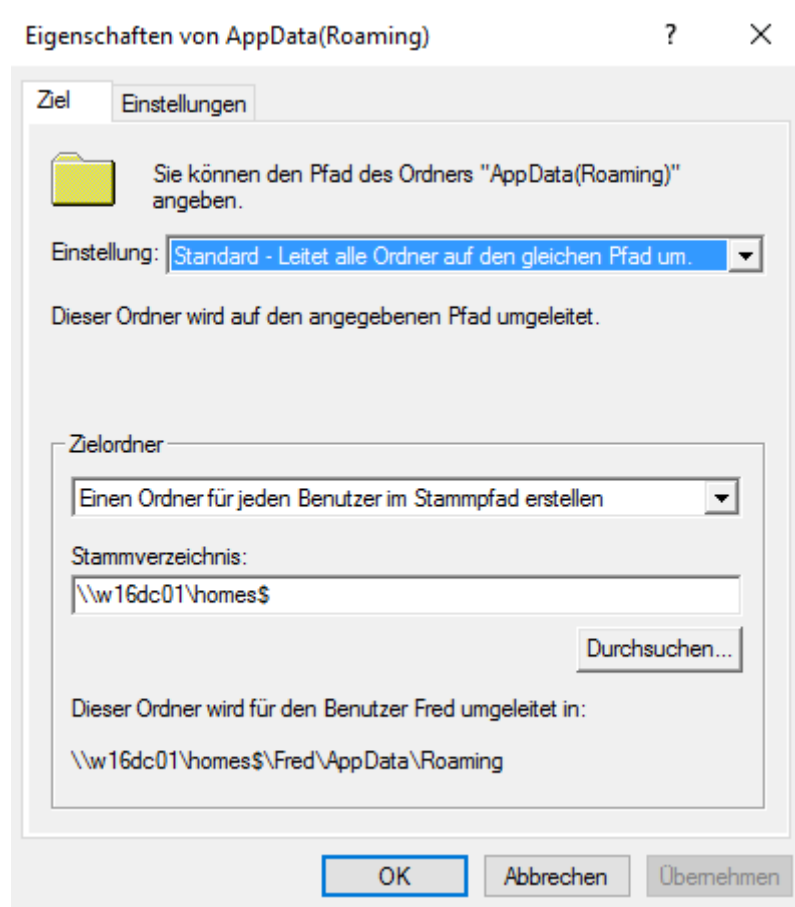 Eigenschaften von AppData(Roaming)
?
Ziel
Einstellungen
Sie können den Pfad des Ordners "AppData(Roaming)"
angeben.
Einstellung: Standard - Leitet alle Ordner auf den gleichen Pfad um.
Dieser Ordner wird auf den angegebenen Pfad umgeleitet.
Zielordner
Einen Ordner für jeden Benutzer im Stammpfad erstellen
Stammverzeichnis:
\\w16dc01\homes$
Durchsuchen...
Dieser Ordner wird für den Benutzer Fred umgeleitet in:
\\w16dc01\homes$\Fred\AppData\Roaming
OK
Abbrechen
Übernehmen